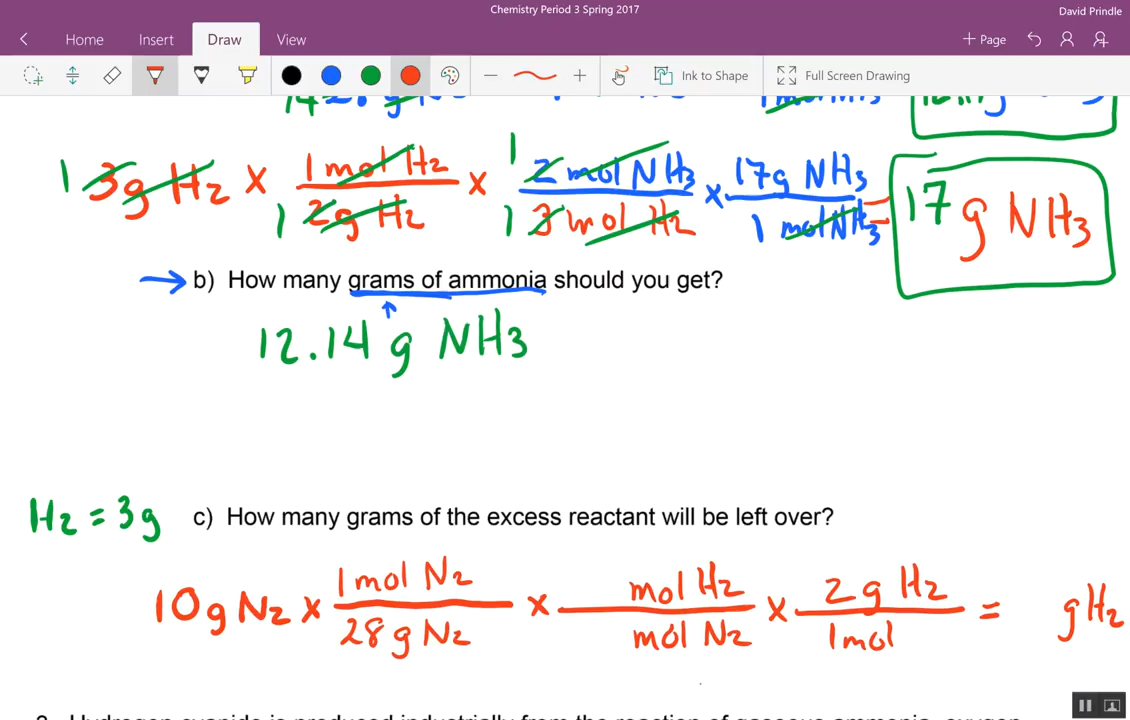 Chemistry Period 3 Spring 2017
David Prindle
Home Insert Draw View
+ Page
Ink to Shape
Full Screen Drawing
1 3g H2 x 1 mol H2 / 1 2g H2 x 1 2 mol NH3 / 1 3 mol H2 x 17g NH3 / 1 mol NH3 = 17 g NH3
b) How many grams of ammonia should you get?
12.14 g NH3
H2 = 3g
c) How many grams of the excess reactant will be left over?
10g N2 x 1 mol N2 / 28 g N2 x mol H2 / mol N2 x 2 g H2 / 1 mol = g H2